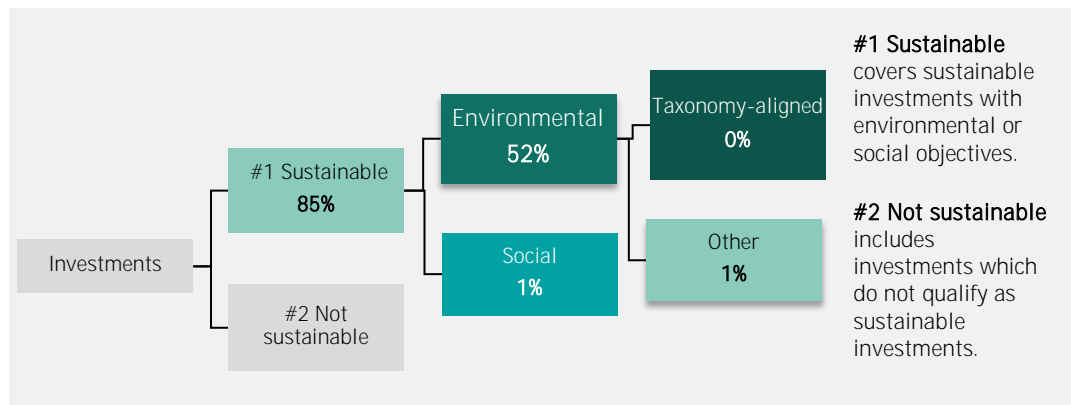 Investments
#1 Sustainable
85%
#2 Not
sustainable
Environmental
52%
Social
1%
Taxonomy-aligned
0%
Other
1%
#1 Sustainable
covers sustainable
investments with
environmental or
social objectives.
#2 Not sustainable
includes
investments which
do not qualify as
sustainable
investments.